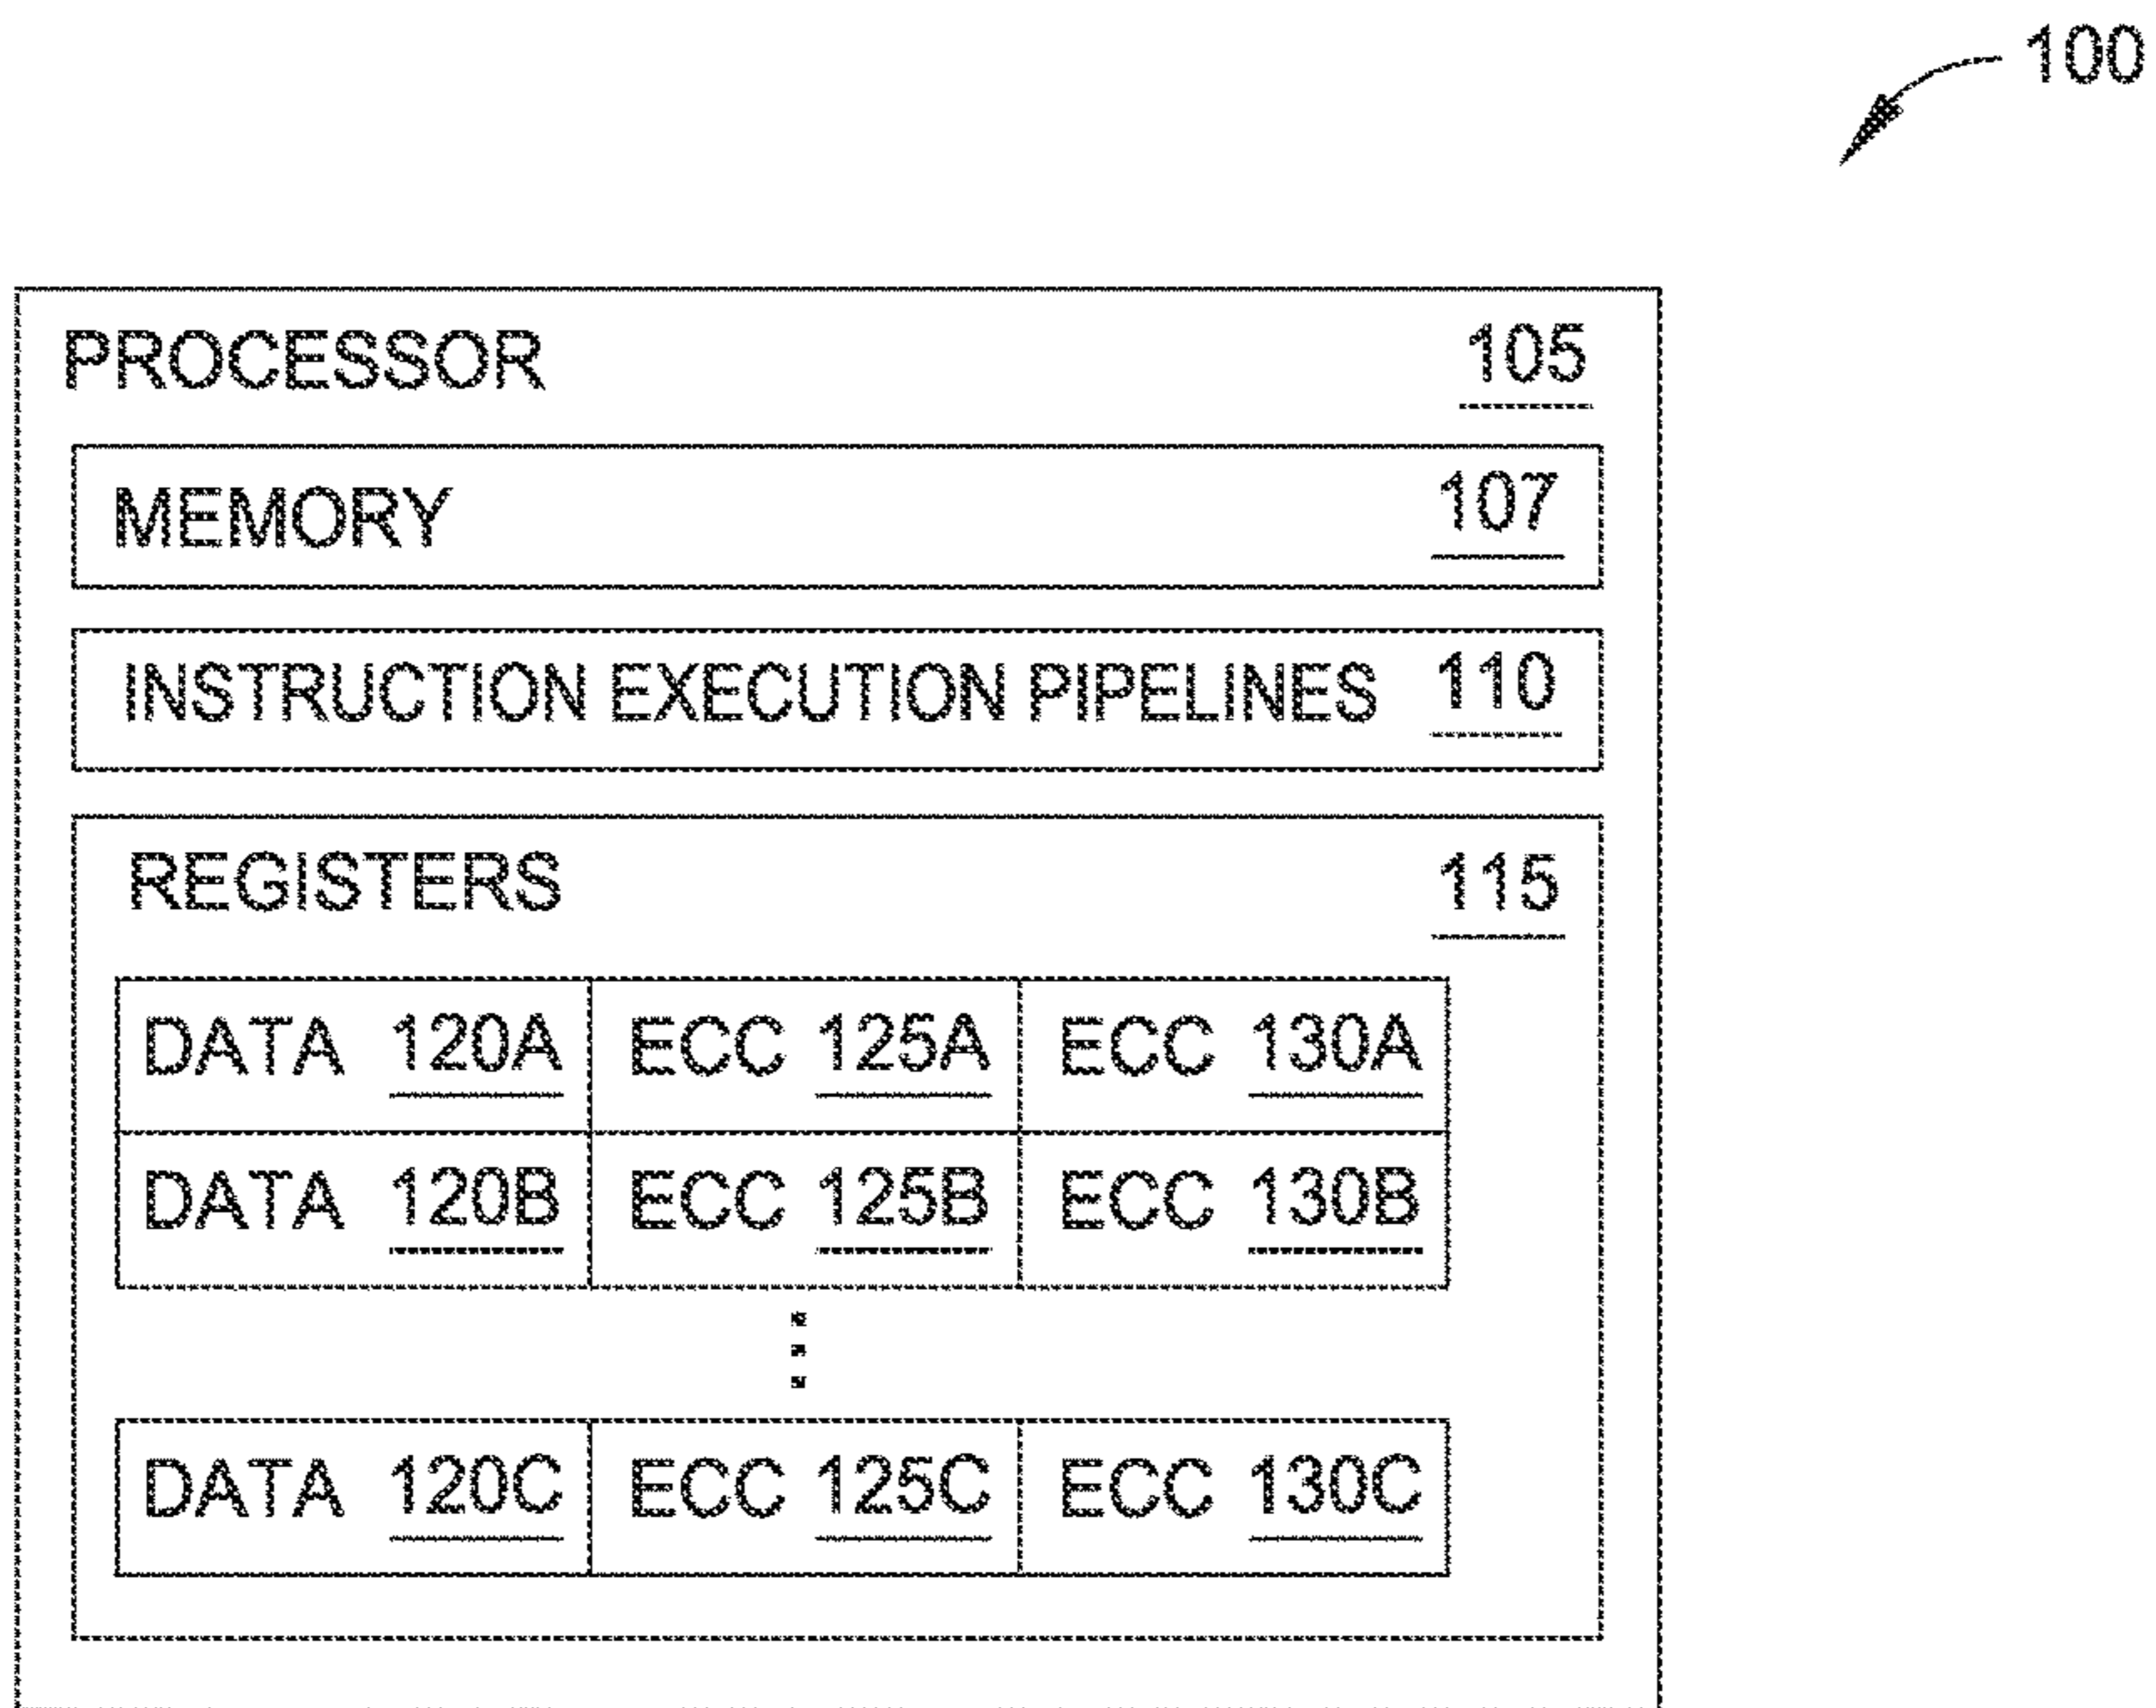 100
PROCESSOR 105
MEMORY 107
INSTRUCTION EXECUTION PIPELINES 110
REGISTERS 115
DATA 120A ECC 125A ECC 130A
DATA 120B ECC 125B ECC 130B
DATA 120C ECC 125C ECC 130C